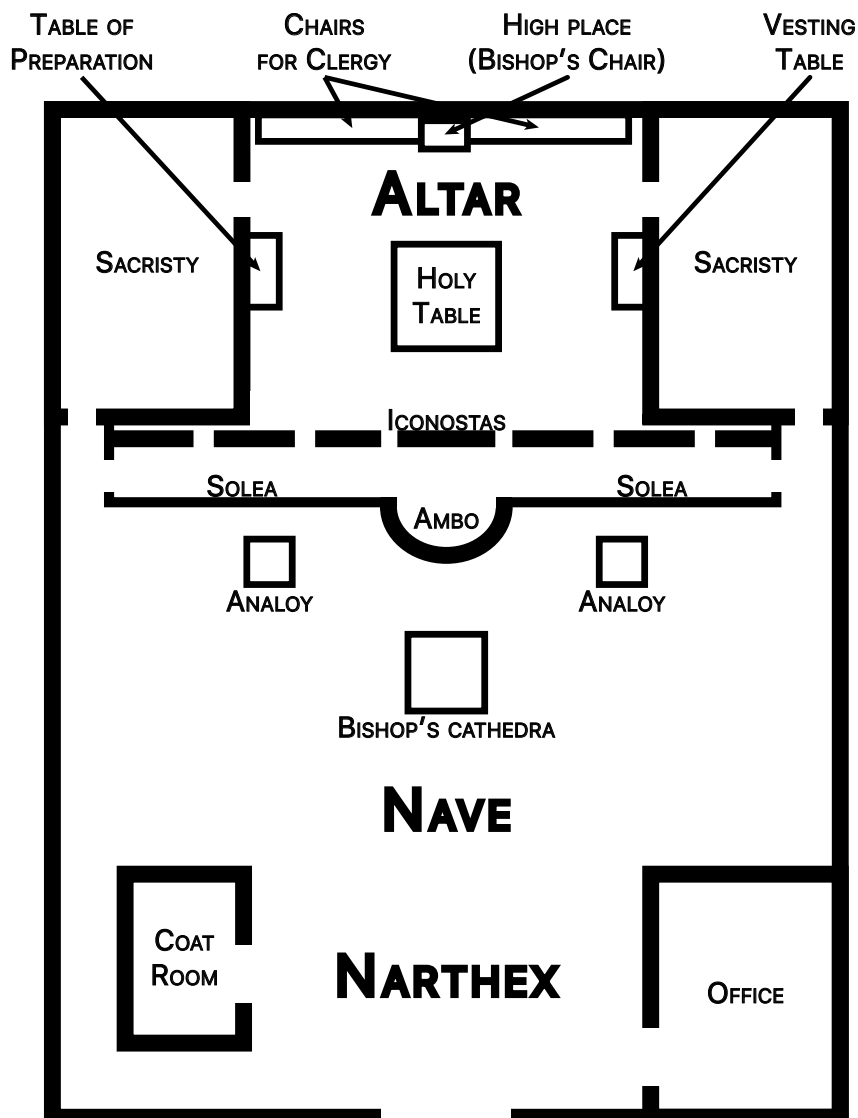 Table of
Preparation
Chairs
for Clergy
High place
(Bishop's Chair)
Vesting
Table
Altar
Sacristy
Holy
Table
Sacristy
Iconostas
Solea
Solea
Ambo
Analoy
Analoy
Bishop's cathedra
Nave
Coat
Room
Narthex
Office